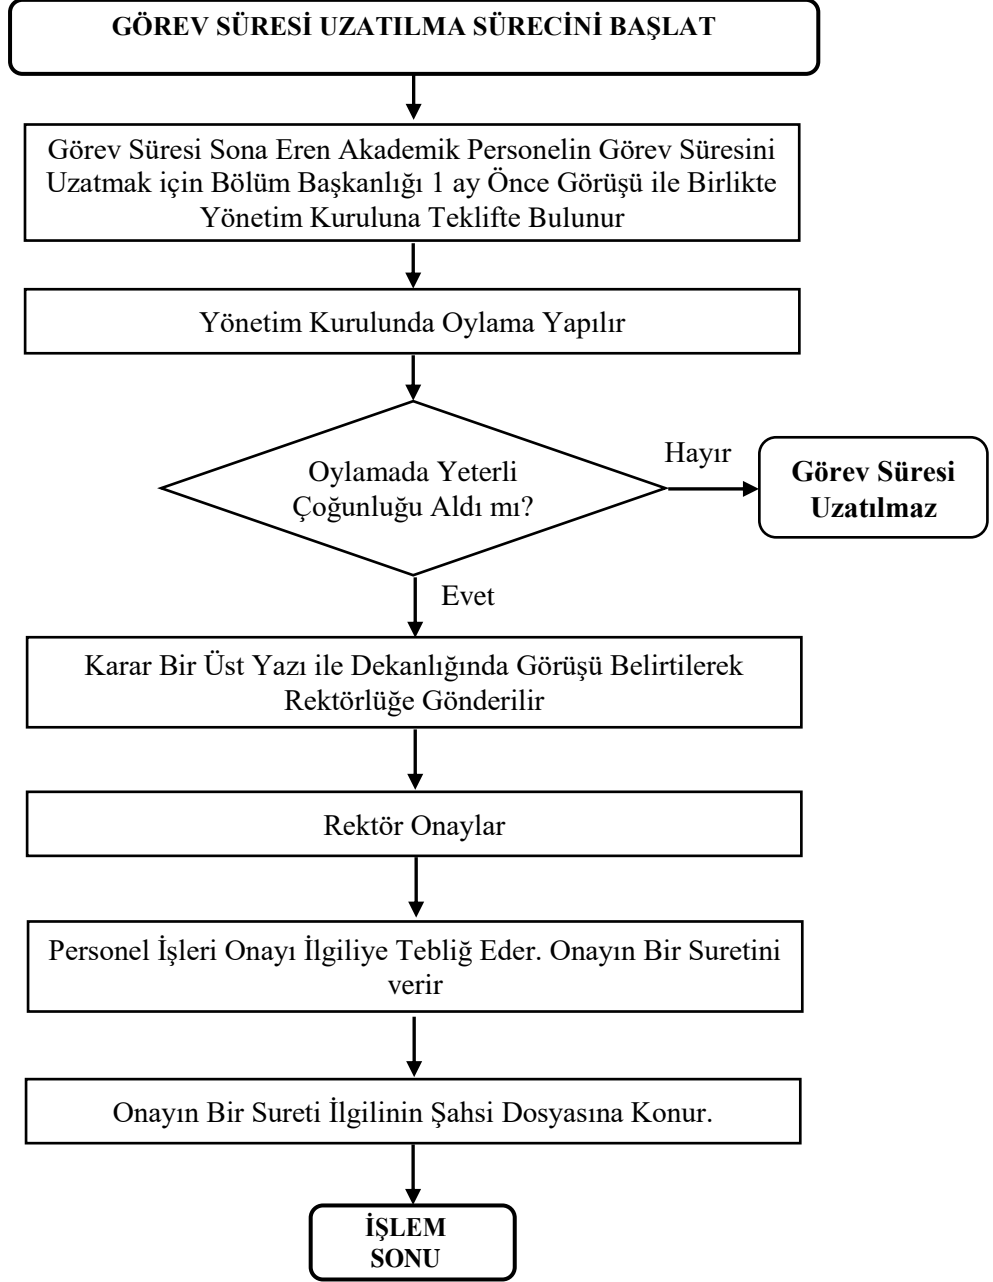 GÖREV SÜRESİ UZATILMA SÜRECİNİ BAŞLAT
Görev Süresi Sona Eren Akademik Personelin Görev Süresini
Uzatmak için Bölüm Başkanlığı 1 ay Önce Görüşü ile Birlikte
Yönetim Kuruluna Teklifte Bulunur
Yönetim Kurulunda Oylama Yapılır
Oylamada Yeterli
Çoğunluğu Aldı mı?
Hayır
Görev Süresi
Uzatılmaz
Evet
Karar Bir Üst Yazı ile Dekanlığında Görüşü Belirtilerek
Rektörlüğe Gönderilir
Rektör Onaylar
Personel İşleri Onayı İlgiliye Tebliğ Eder. Onayın Bir Suretini
verir
Onayın Bir Sureti İlgilinin Şahsi Dosyasına Konur.
İŞLEM
SONU